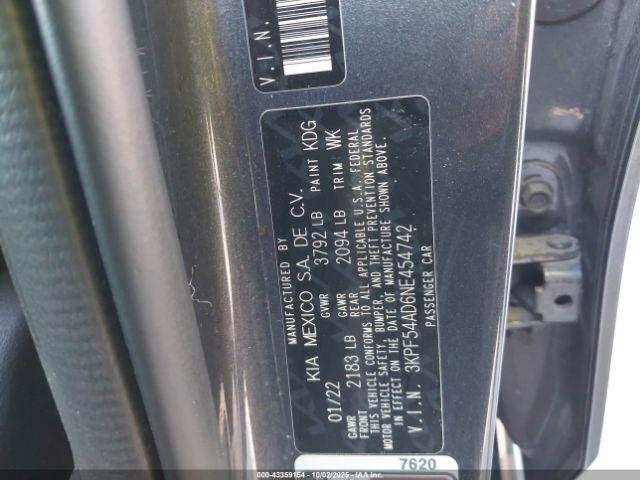 V.I.N.
MANUFACTURED BY
KIA MEXICO S.A. DE C.V.
01/22 GVWR 3792 LB PAINT KDG
GAWR FRONT 2183 LB GAWR REAR 2094 LB TRIM WK
THIS VEHICLE CONFORMS TO ALL APPLICABLE U.S.A. FEDERAL
MOTOR VEHICLE SAFETY, BUMPER, AND THEFT PREVENTION STANDARDS
IN EFFECT ON THE DATE OF MANUFACTURE SHOWN ABOVE.
V.I.N. 3KPF54AD6NE454742
PASSENGER CAR
7620
000-43359154 - 10/02/2025 - IAAI.COM